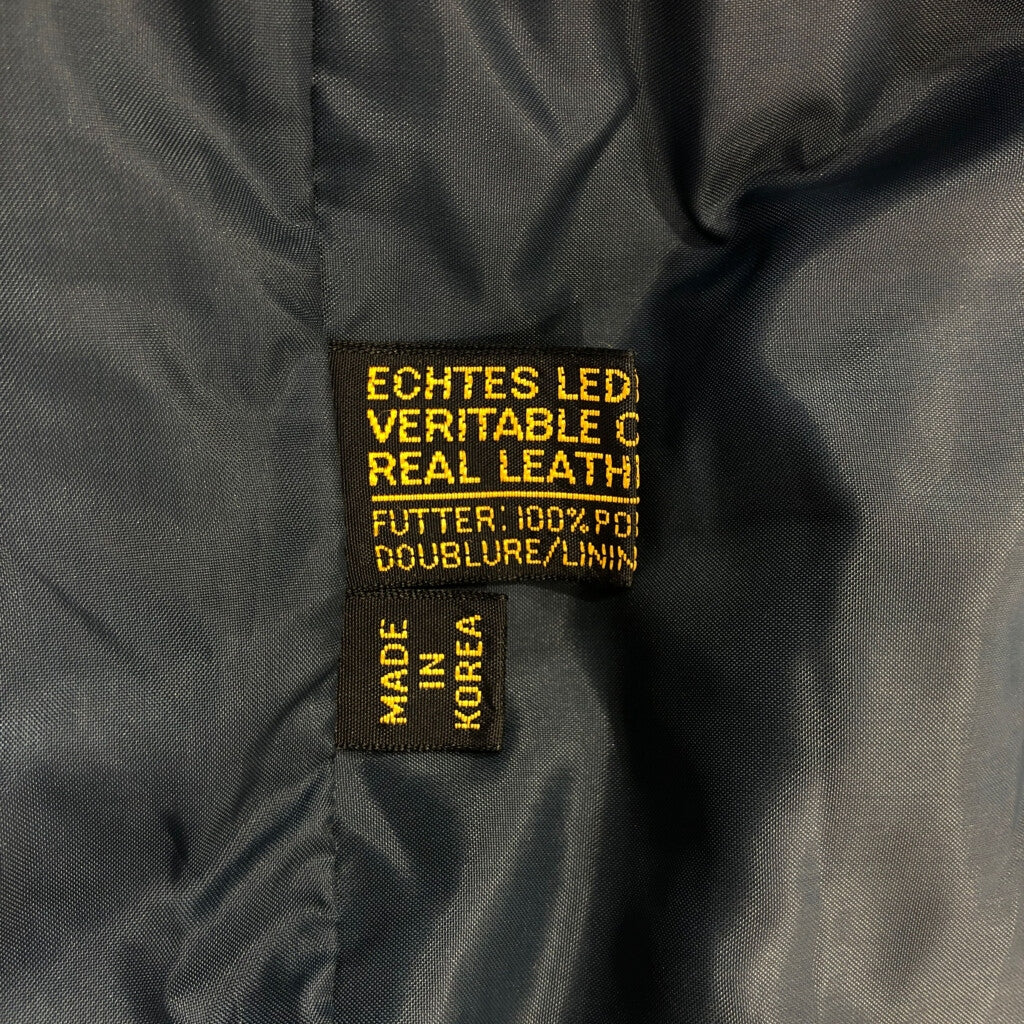 ECHTES LED
VERITABLE C
REAL LEATH
FUTTER: 100% PO
DOUBLURE/LININ
MADE
IN
KOREA